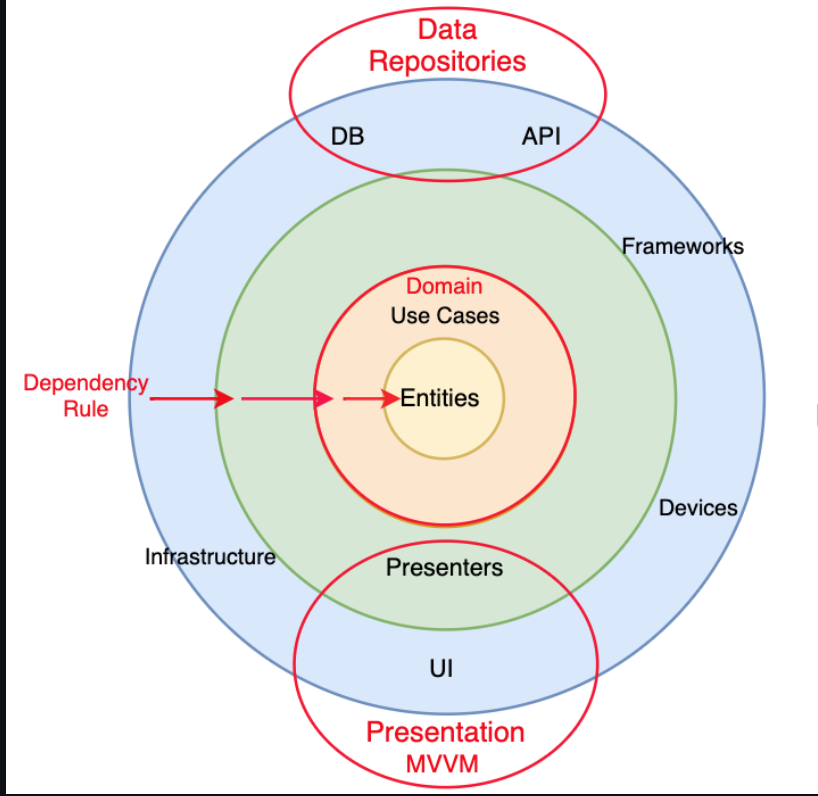 Data
Repositories
DB
API
Frameworks
Domain
Use Cases
Dependency
Rule
Entities
Devices
Infrastructure
Presenters
UI
Presentation
MVVM